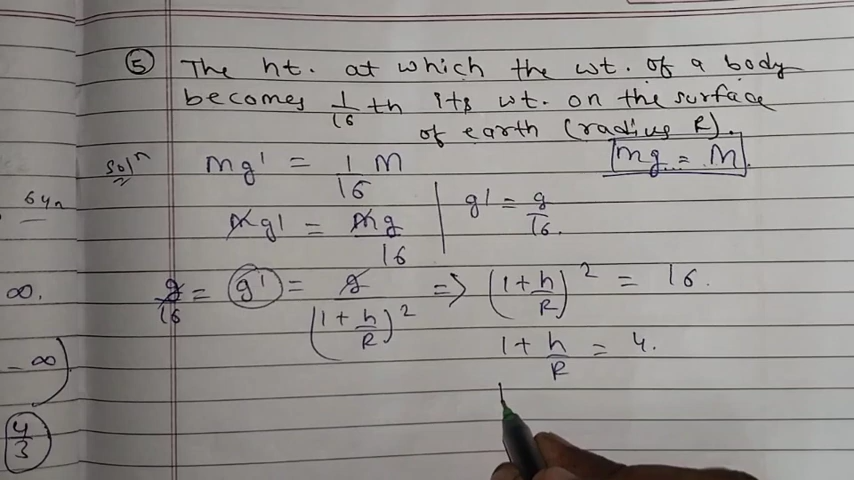 ⑤ The ht. at which the wt. of a body
becomes 1/16 th its wt. on the surface
of earth (radius R).
Solⁿ mg' = 1/16 M
mg = M
6yn
mg' = mg/16 | g' = g/16.
∞. g/16 = g' = g/(1+h/R)² => (1+h/R)² = 16.
1+h/R = 4.
-∞)
4/3